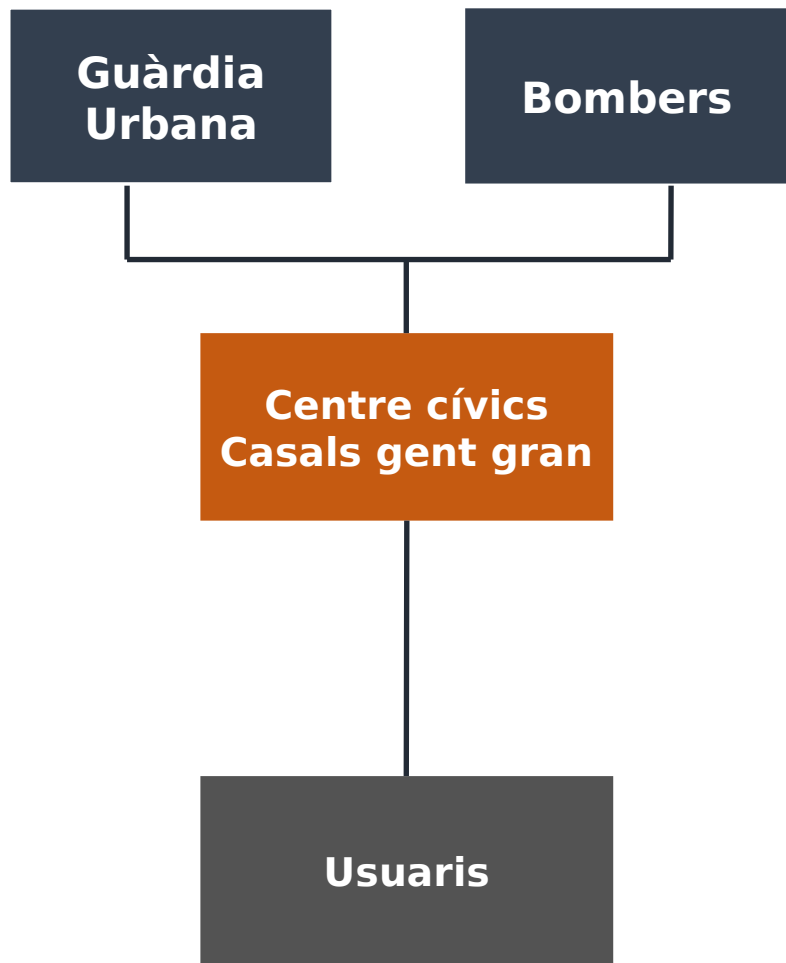 Guàrdia
Urbana
Bombers
Centre cívics
Casals gent gran
Usuaris